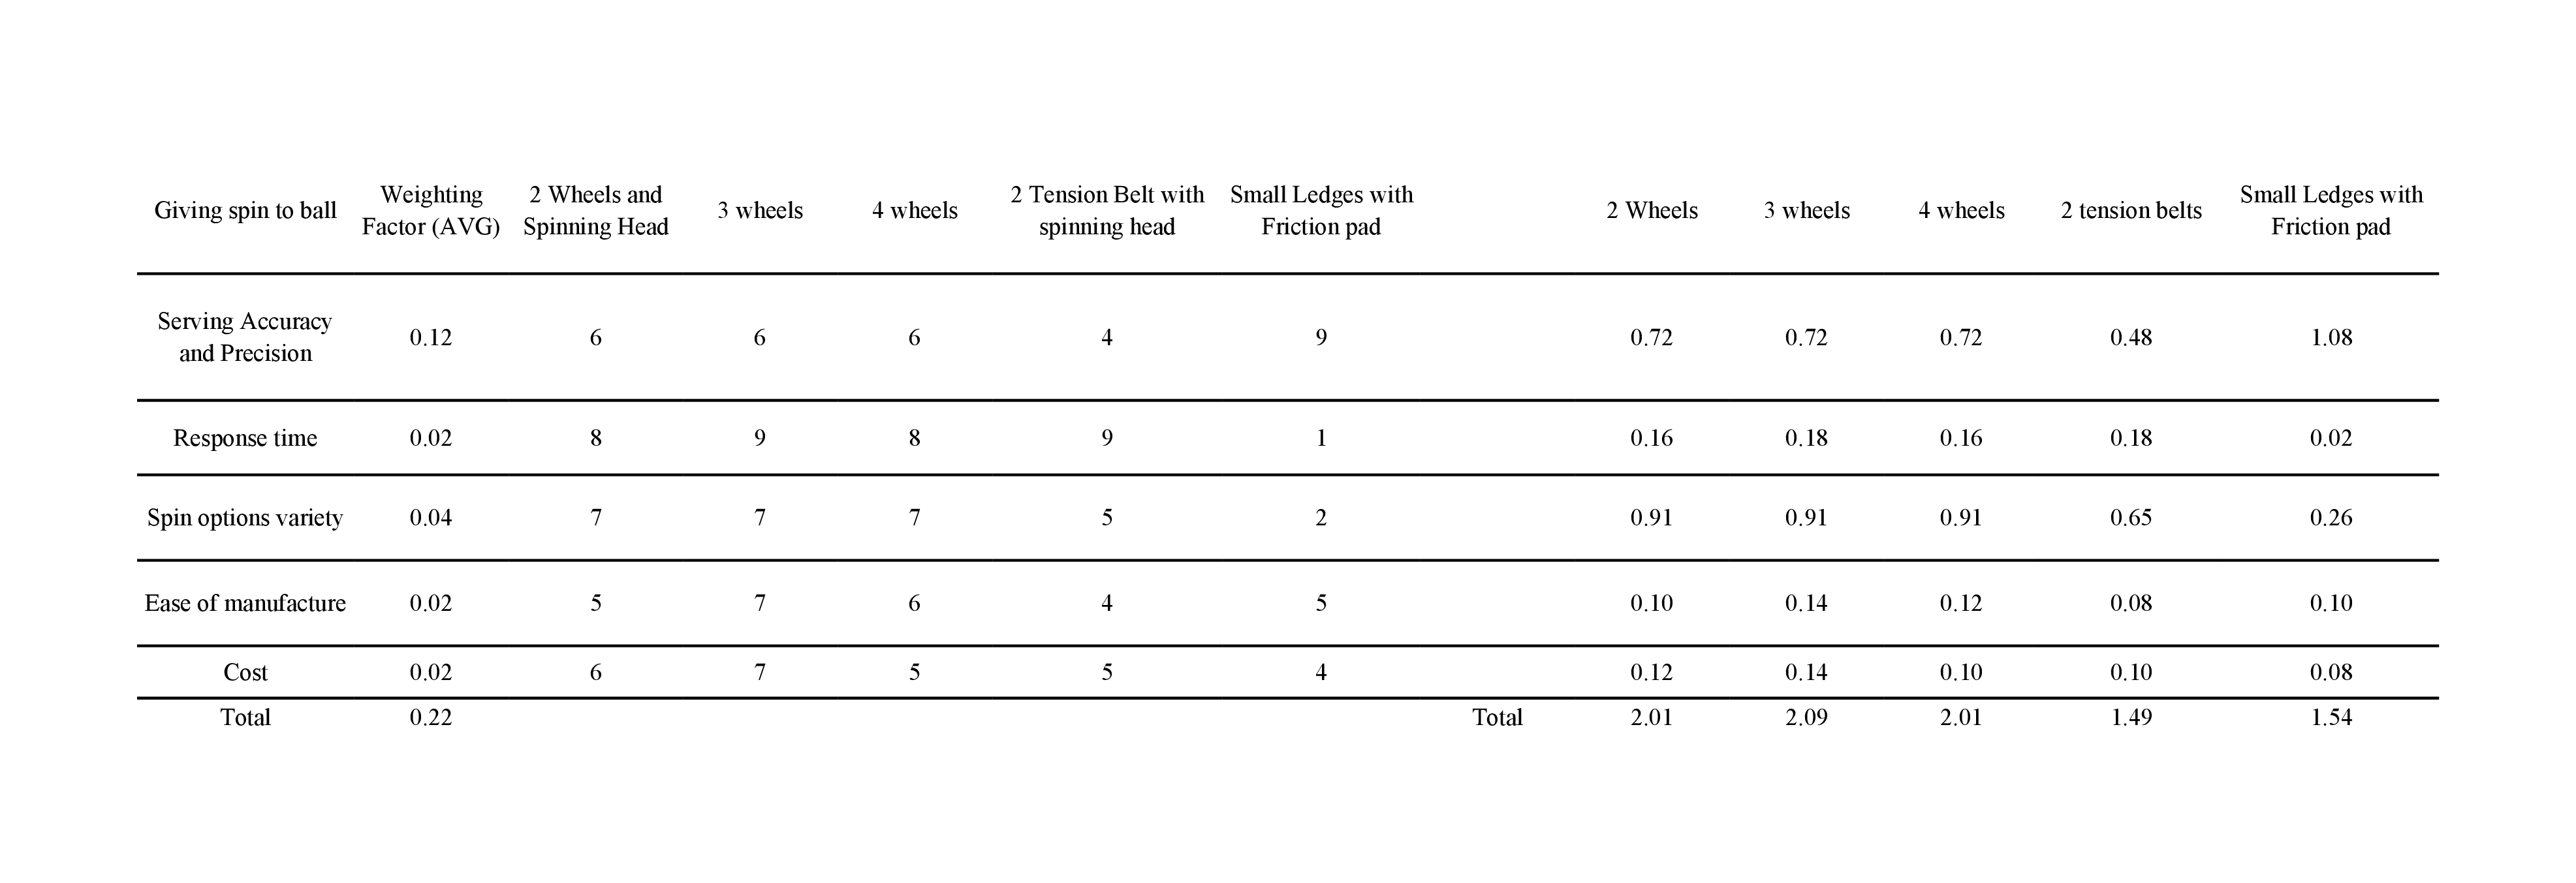 Giving spin to ball Weighting Factor (AVG) 2 Wheels and Spinning Head 3 wheels 4 wheels 2 Tension Belt with spinning head Small Ledges with Friction pad 2 Wheels 3 wheels 4 wheels 2 tension belts Small Ledges with Friction pad
Serving Accuracy and Precision 0.12 6 6 6 4 9 0.72 0.72 0.72 0.48 1.08
Response time 0.02 8 9 8 9 1 0.16 0.18 0.16 0.18 0.02
Spin options variety 0.04 7 7 7 5 2 0.91 0.91 0.91 0.65 0.26
Ease of manufacture 0.02 5 7 6 4 5 0.10 0.14 0.12 0.08 0.10
Cost 0.02 6 7 5 5 4 0.12 0.14 0.10 0.10 0.08
Total 0.22 Total 2.01 2.09 2.01 1.49 1.54